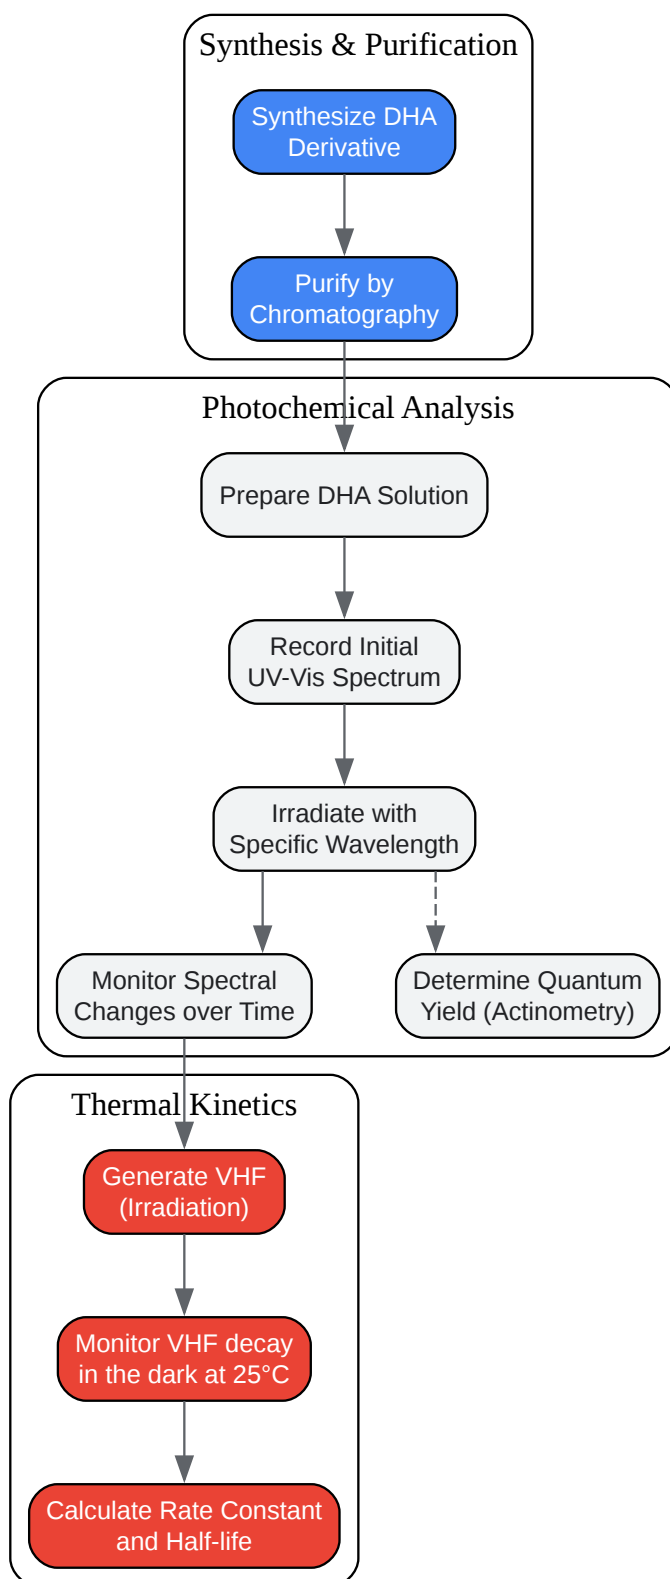 Synthesis & Purification
Synthesize DHA
Derivative
Purify by
Chromatography
Photochemical Analysis
Prepare DHA Solution
Record Initial
UV-Vis Spectrum
Irradiate with
Specific Wavelength
Monitor Spectral
Changes over Time
Determine Quantum
Yield (Actinometry)
Thermal Kinetics
Generate VHF
(Irradiation)
Monitor VHF decay
in the dark at 25°C
Calculate Rate Constant
and Half-life